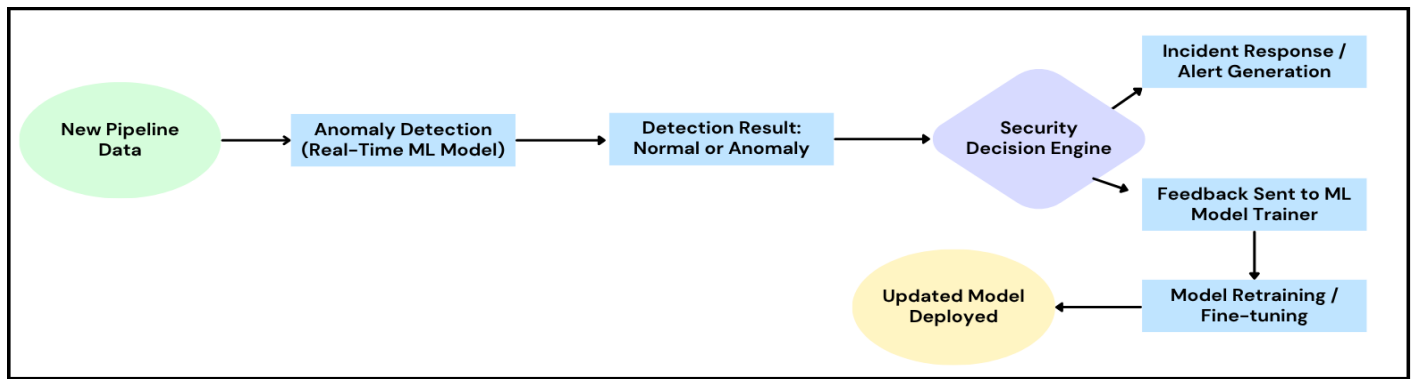 New Pipeline
Data
Anomaly Detection
(Real-Time ML Model)
Detection Result:
Normal or Anomaly
Security
Decision Engine
Incident Response /
Alert Generation
Feedback Sent to ML
Model Trainer
Model Retraining /
Fine-tuning
Updated Model
Deployed